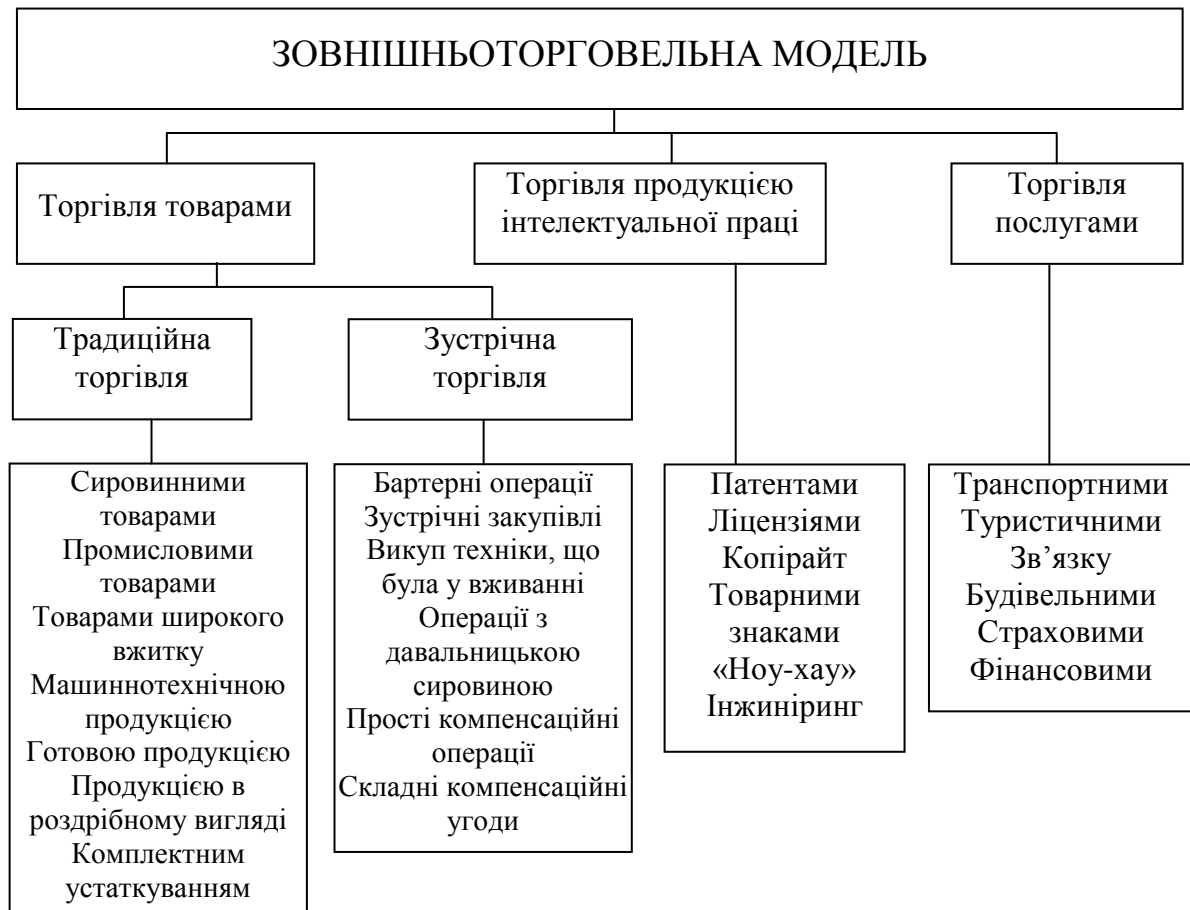 ЗОВНІШНЬОТОРГОВЕЛЬНА МОДЕЛЬ
Торгівля товарами
Торгівля продукцією
інтелектуальної праці
Торгівля
послугами
Традиційна
торгівля
Зустрічна
торгівля
Сировинними
товарами
Промисловими
товарами
Товарами широкого
вжитку
Машиннотехнічною
продукцією
Готовою продукцією
Продукцією в
роздрібному вигляді
Комплектним
устаткуванням
Бартерні операції
Зустрічні закупівлі
Викуп техніки, що
була у вживанні
Операції з
давальницькою
сировиною
Прості компенсаційні
операції
Складні компенсаційні
угоди
Патентами
Ліцензіями
Копірайт
Товарними
знаками
«Ноу-хау»
Інжиніринг
Транспортними
Туристичними
Зв’язку
Будівельними
Страховими
Фінансовими